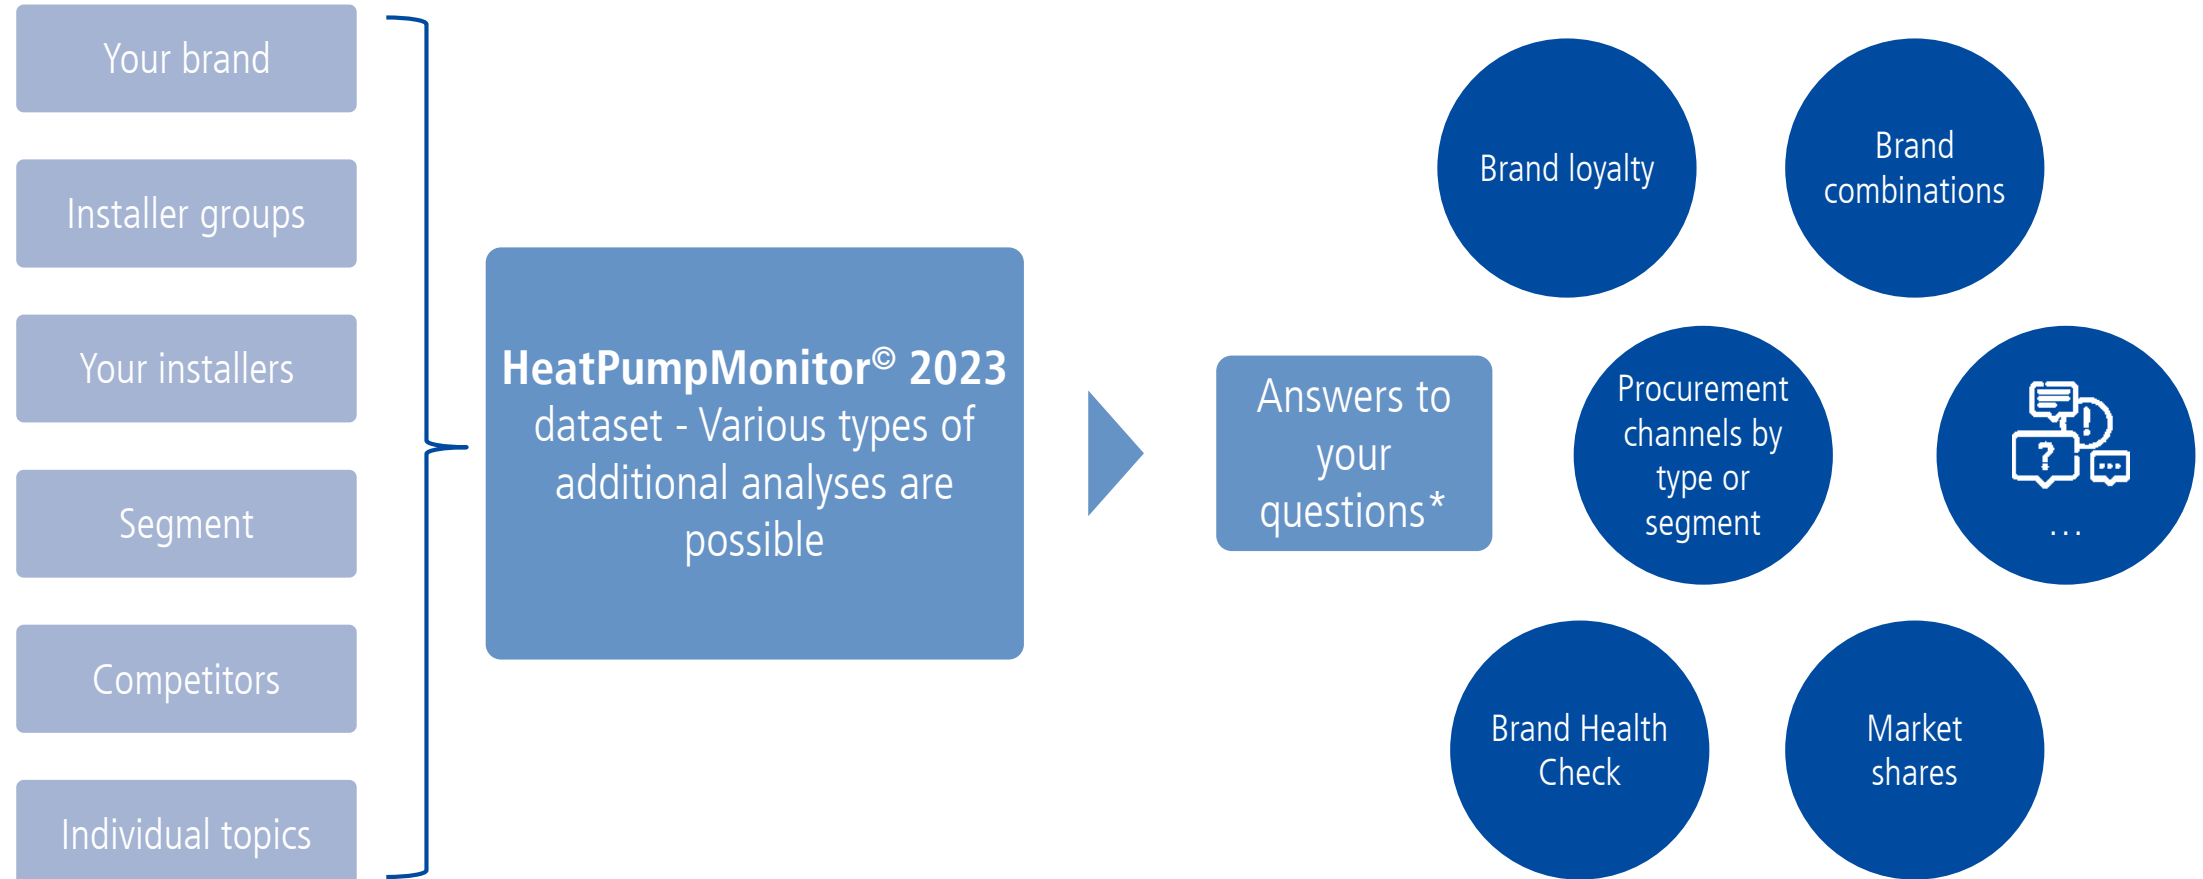 Your brand
Installer groups
Your installers
Segment
Competitors
Individual topics
HeatPumpMonitor© 2023
dataset - Various types of
additional analyses are
possible
Answers to
your
questions*
Brand loyalty
Brand
combinations
Procurement
channels by
type or
segment
?
!
...
…
Brand Health
Check
Market
shares